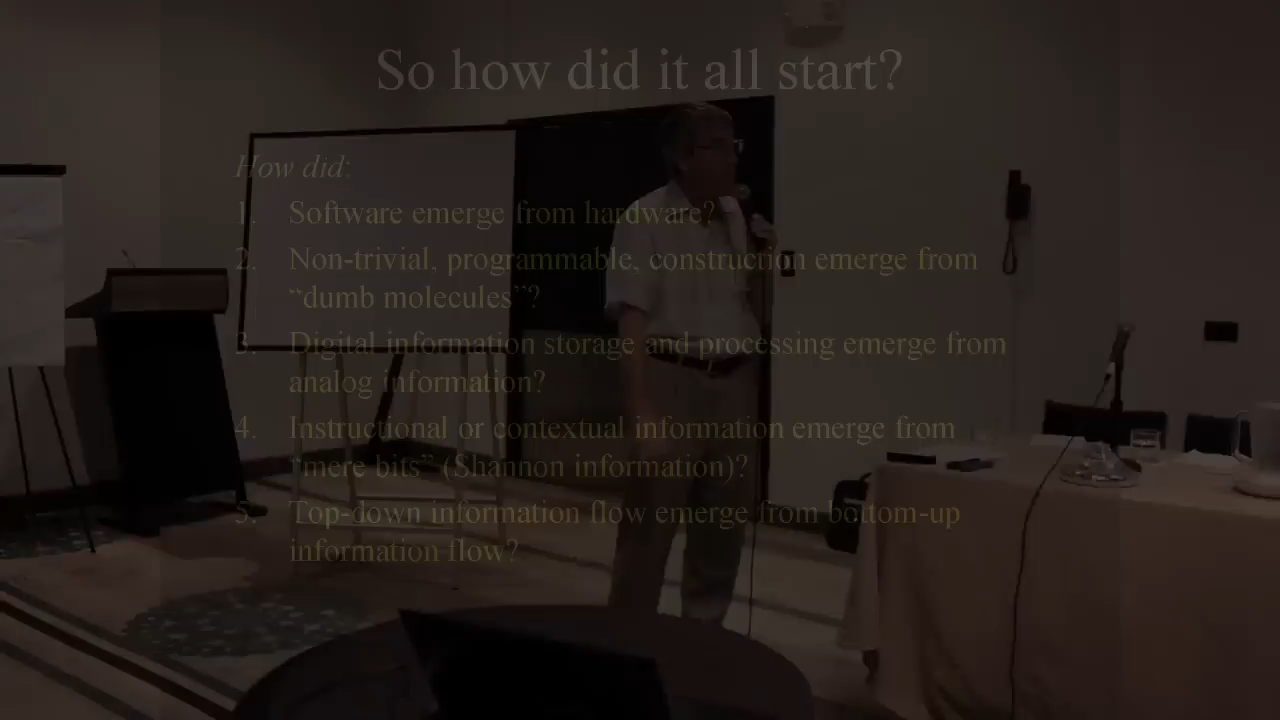 So how did it all start?
How did:
1. Software emerge from hardware?
2. Non-trivial, programmable, construction emerge from
“dumb molecules”?
3. Digital information storage and processing emerge from
analog information?
4. Instructional or contextual information emerge from
“mere bits” (Shannon information)?
5. Top-down information flow emerge from bottom-up
information flow?